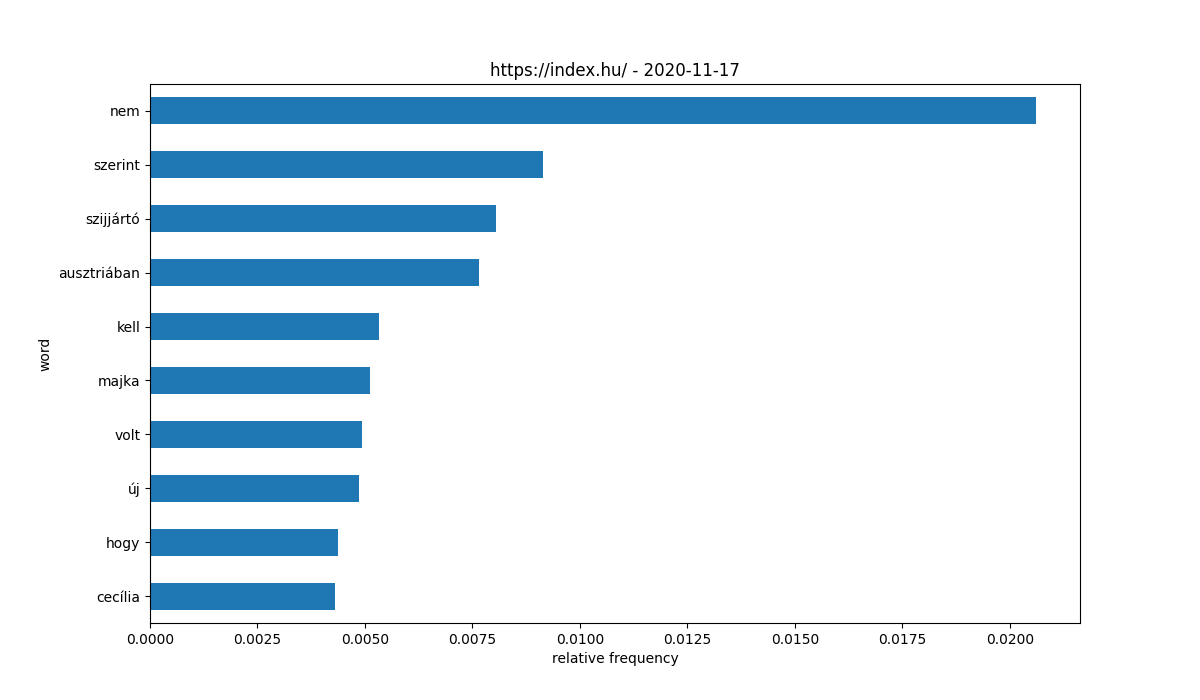 https://index.hu/ - 2020-11-17
nem
szerint
szijjártó
ausztriában
kell
majka
volt
új
hogy
cecília
word
0.0000 0.0025 0.0050 0.0075 0.0100 0.0125 0.0150 0.0175 0.0200
relative frequency